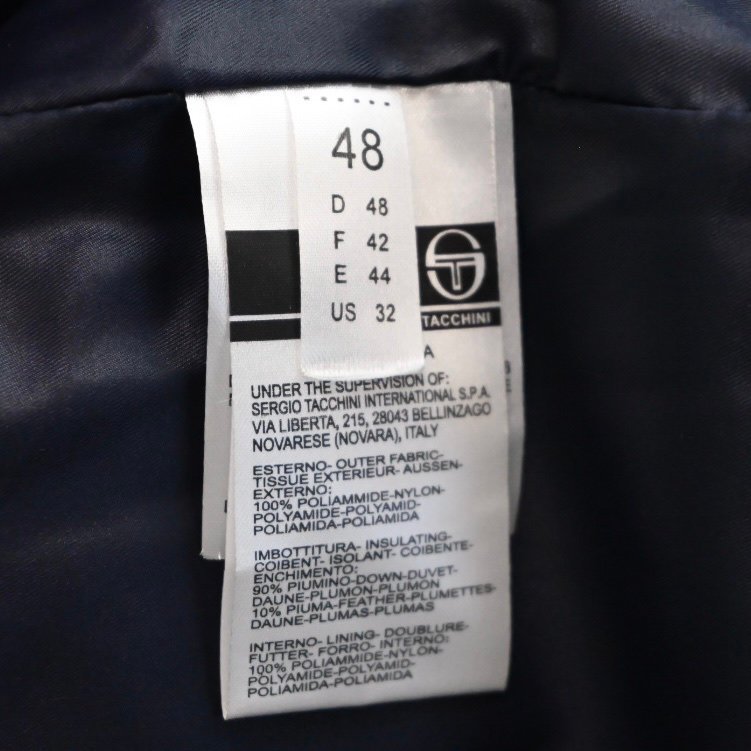 48
D 48
F 42
E 44
US 32
TACCHINI
A
UNDER THE SUPERVISION OF:
SERGIO TACCHINI INTERNATIONAL S.P.A.
VIA LIBERTA, 215, 28043 BELLINZAGO
NOVARESE (NOVARA), ITALY
ESTERNO- OUTER FABRIC-
TISSUE EXTERIEUR- AUSSEN-
EXTERNO:
100% POLIAMMIDE-NYLON-
POLYAMIDE-POLYAMID-
POLIAMIDA-POLIAMIDA
IMBOTTITURA- INSULATING-
COIBENT- ISOLANT- COIBENTE-
ENCHIMENTO:
90% PIUMINO-DOWN-DUVET-
DAUNE-PLUMON-PLUMON
10% PIUMA-FEATHER-PLUMETTES-
DAUNE-PLUMAS-PLUMAS
INTERNO- LINING- DOUBLURE-
FUTTER- FORRO- INTERNO:
100% POLIAMMIDE-NYLON-
POLYAMIDE-POLYAMID-
POLIAMIDA-POLIAMIDA